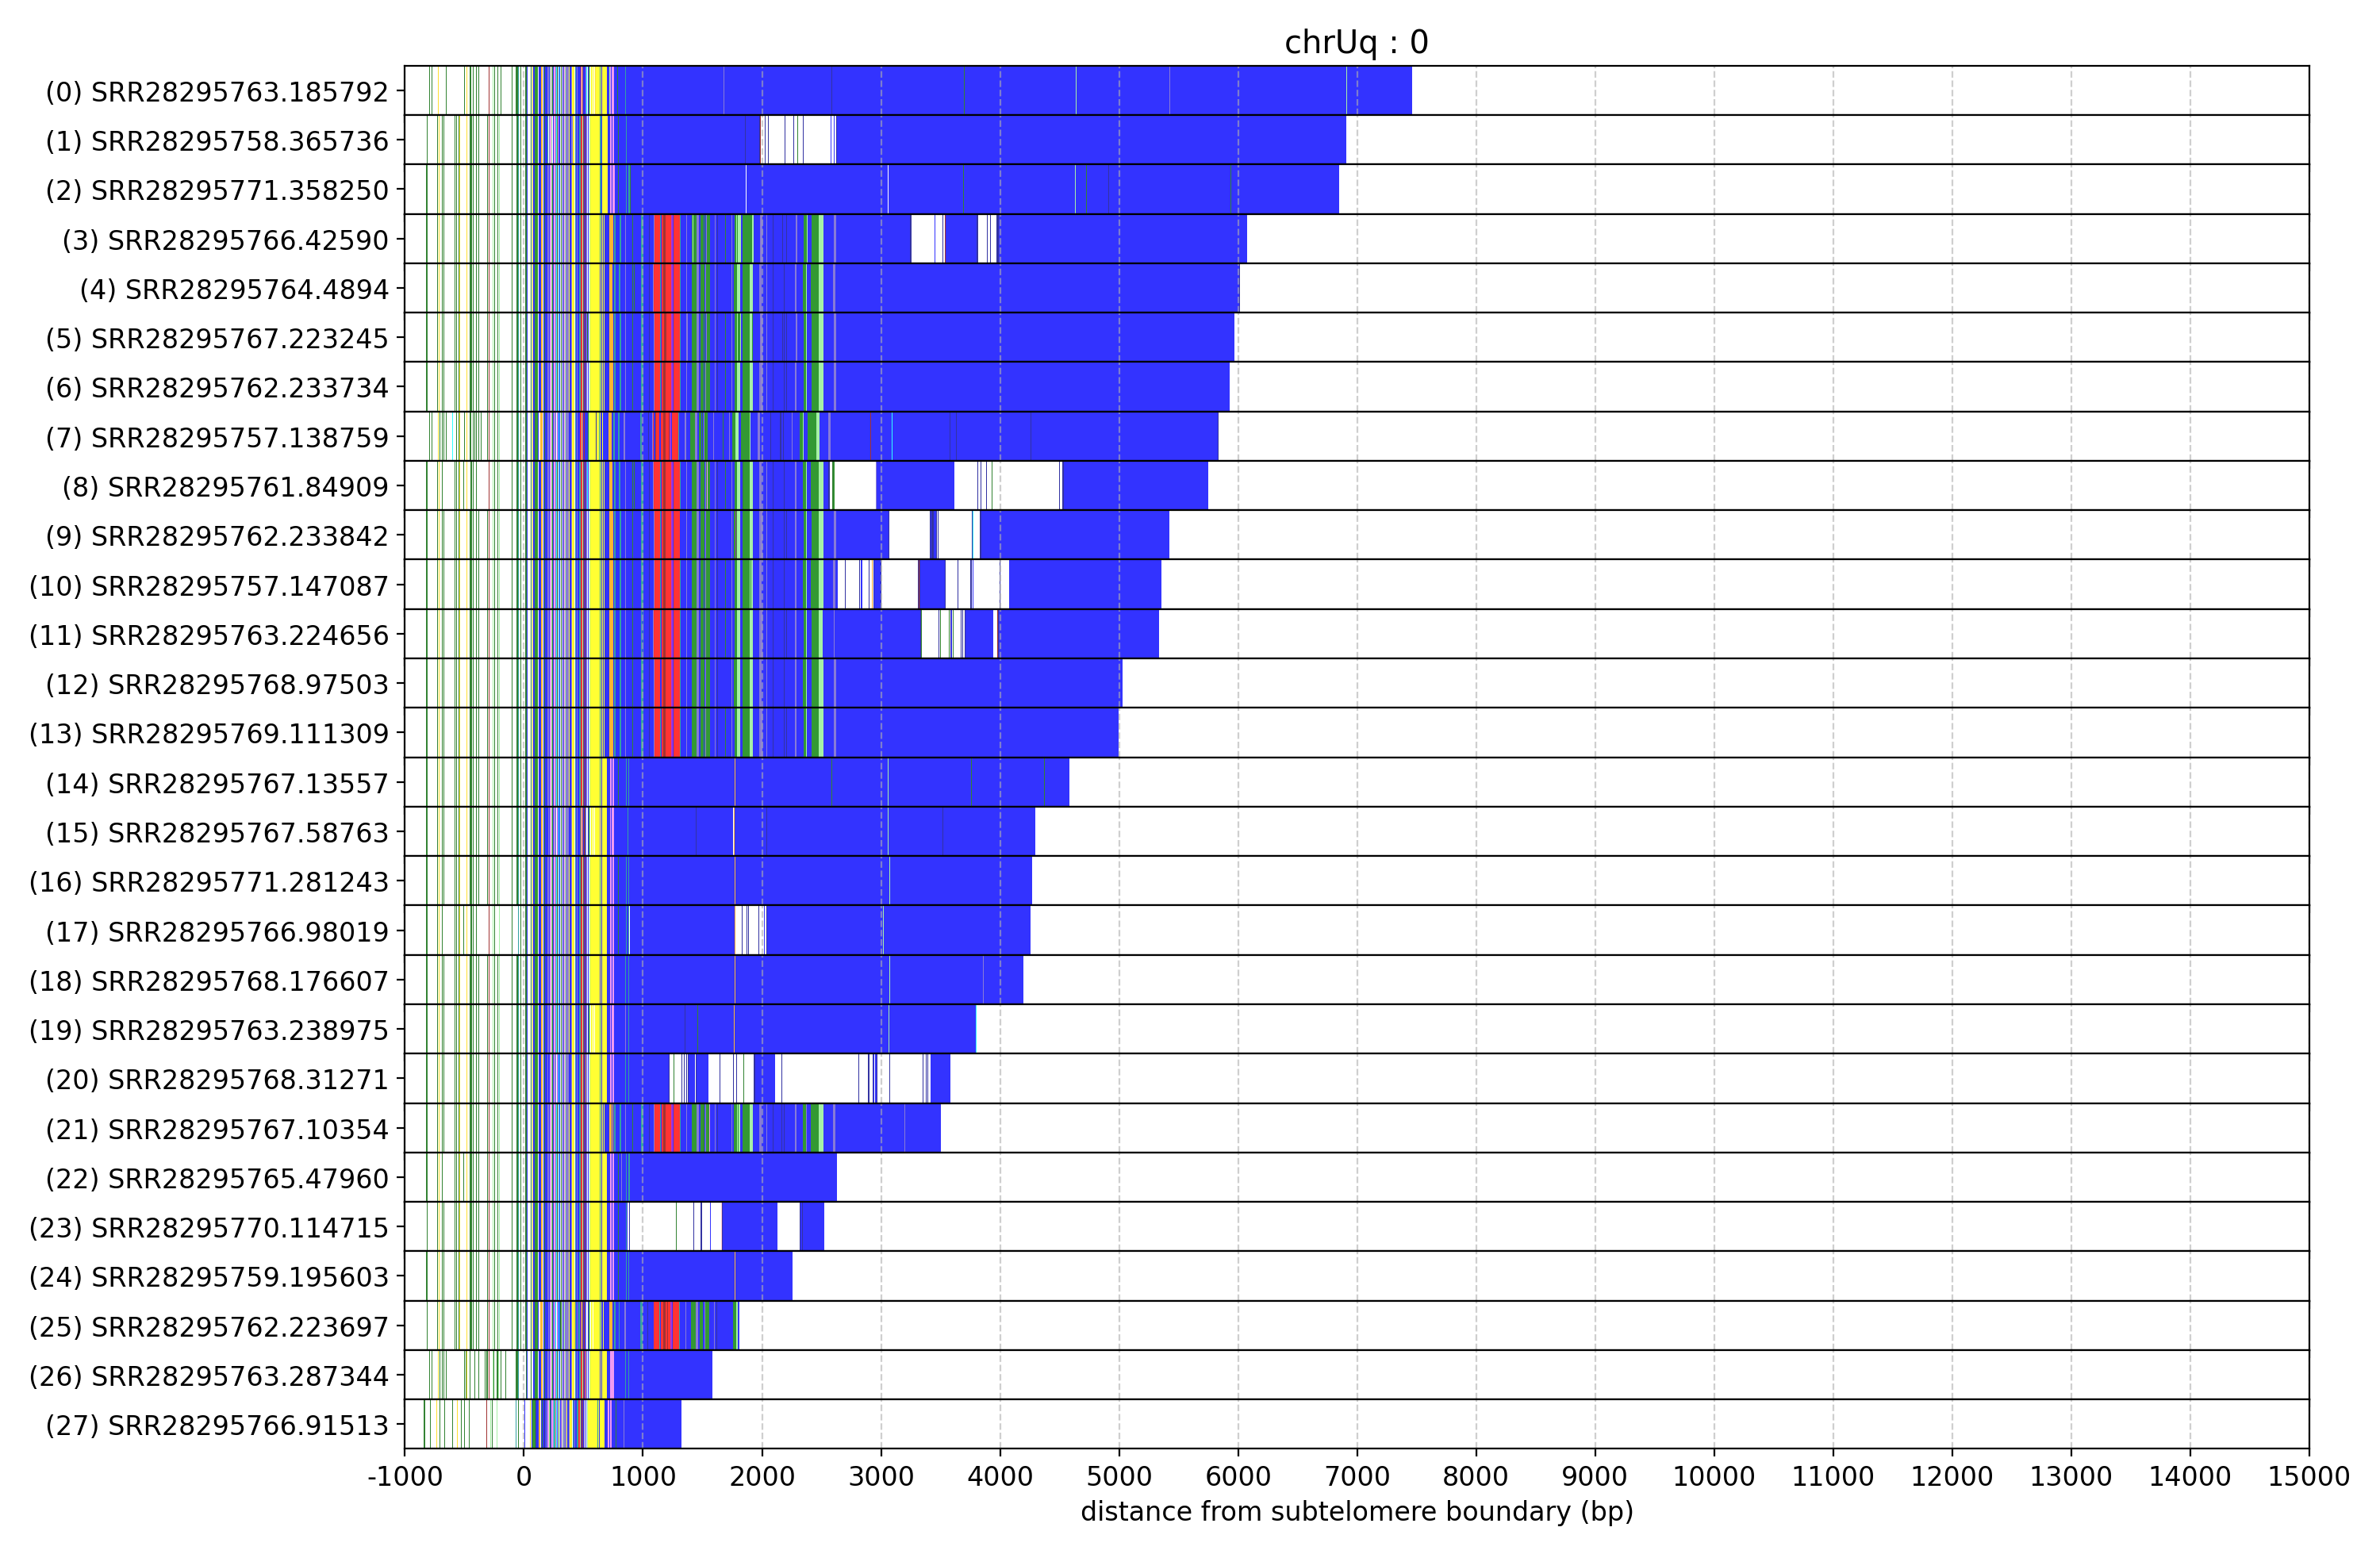 chrUq : 0
(0) SRR28295763.185792
(1) SRR28295758.365736
(2) SRR28295771.358250
(3) SRR28295766.42590
(4) SRR28295764.4894
(5) SRR28295767.223245
(6) SRR28295762.233734
(7) SRR28295757.138759
(8) SRR28295761.84909
(9) SRR28295762.233842
(10) SRR28295757.147087
(11) SRR28295763.224656
(12) SRR28295768.97503
(13) SRR28295769.111309
(14) SRR28295767.13557
(15) SRR28295767.58763
(16) SRR28295771.281243
(17) SRR28295766.98019
(18) SRR28295768.176607
(19) SRR28295763.238975
(20) SRR28295768.31271
(21) SRR28295767.10354
(22) SRR28295765.47960
(23) SRR28295770.114715
(24) SRR28295759.195603
(25) SRR28295762.223697
(26) SRR28295763.287344
(27) SRR28295766.91513
-1000 0 1000 2000 3000 4000 5000 6000 7000 8000 9000 10000 11000 12000 13000 14000 15000
distance from subtelomere boundary (bp)